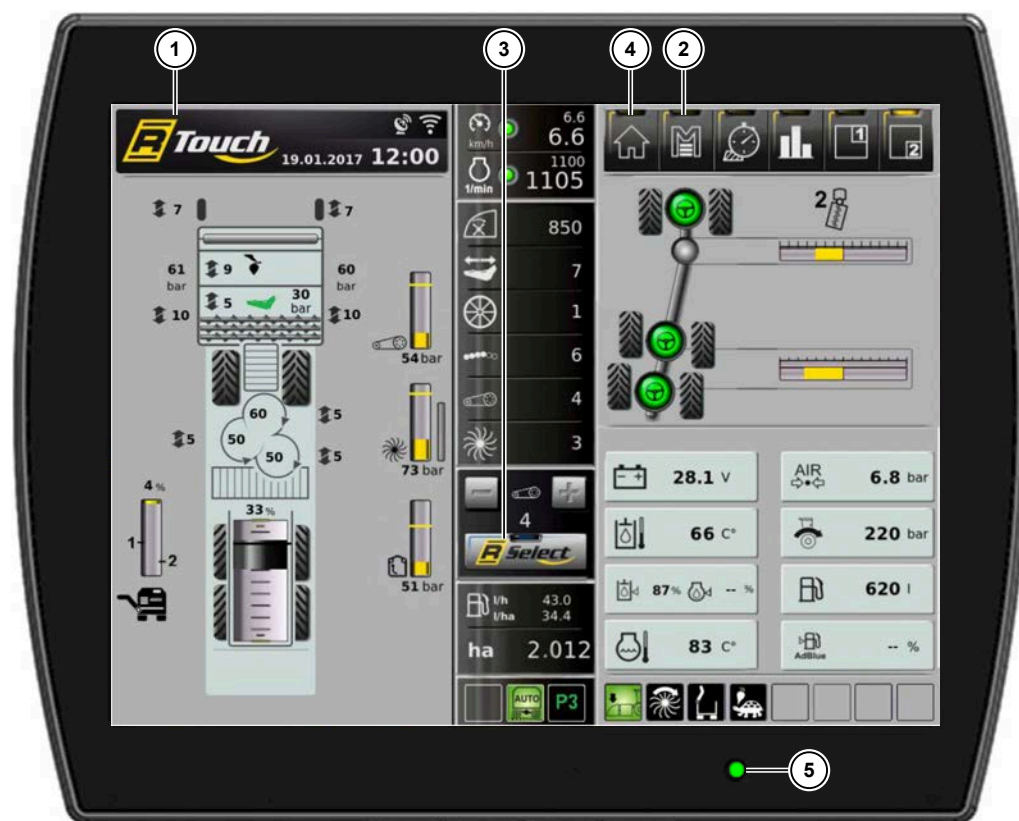 1
3
4
2
R Touch
19.01.2017 12:00
7
7
61 bar
9
60 bar
5
30 bar
10
10
54 bar
60
5
5
50
50
5
73 bar
4 %
33 %
1
2
51 bar
km/h
6.6
6.6
1/min
1100
1105
850
7
1
6
4
3
4
R Select
l/h 43.0
l/ha 34.4
ha 2.012
AUTO
P3
1
2
2
28.1 V
AIR
6.8 bar
66 C°
220 bar
87% -- %
620 l
83 C°
AdBlue
-- %
5